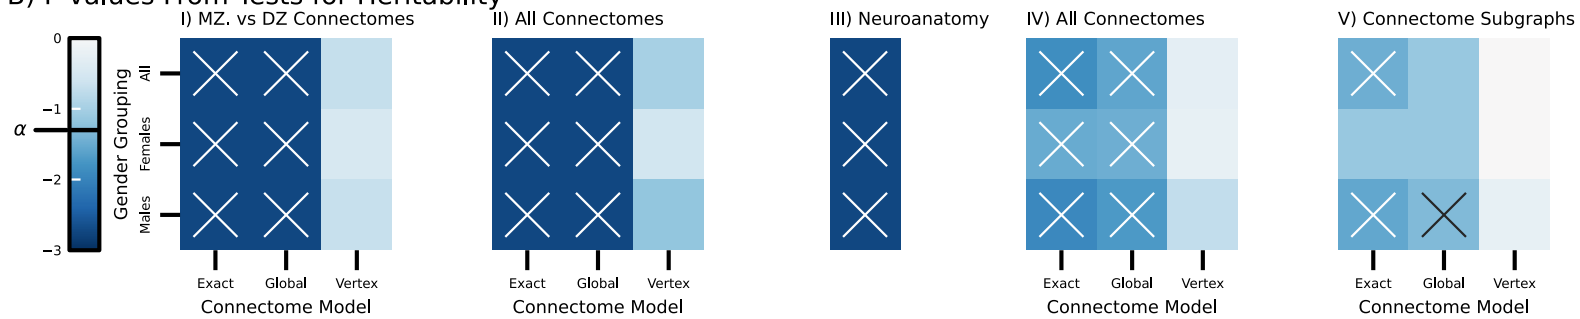 B) P-Values From Tests for Heritability
I) MZ. vs DZ Connectomes
II) All Connectomes
III) Neuroanatomy
IV) All Connectomes
V) Connectome Subgraphs
0
−1
α
−2
−3
Gender Grouping
All
Females
Males
Exact Global Vertex
Connectome Model
Exact Global Vertex
Connectome Model
Exact Global Vertex
Connectome Model
Exact Global Vertex
Connectome Model